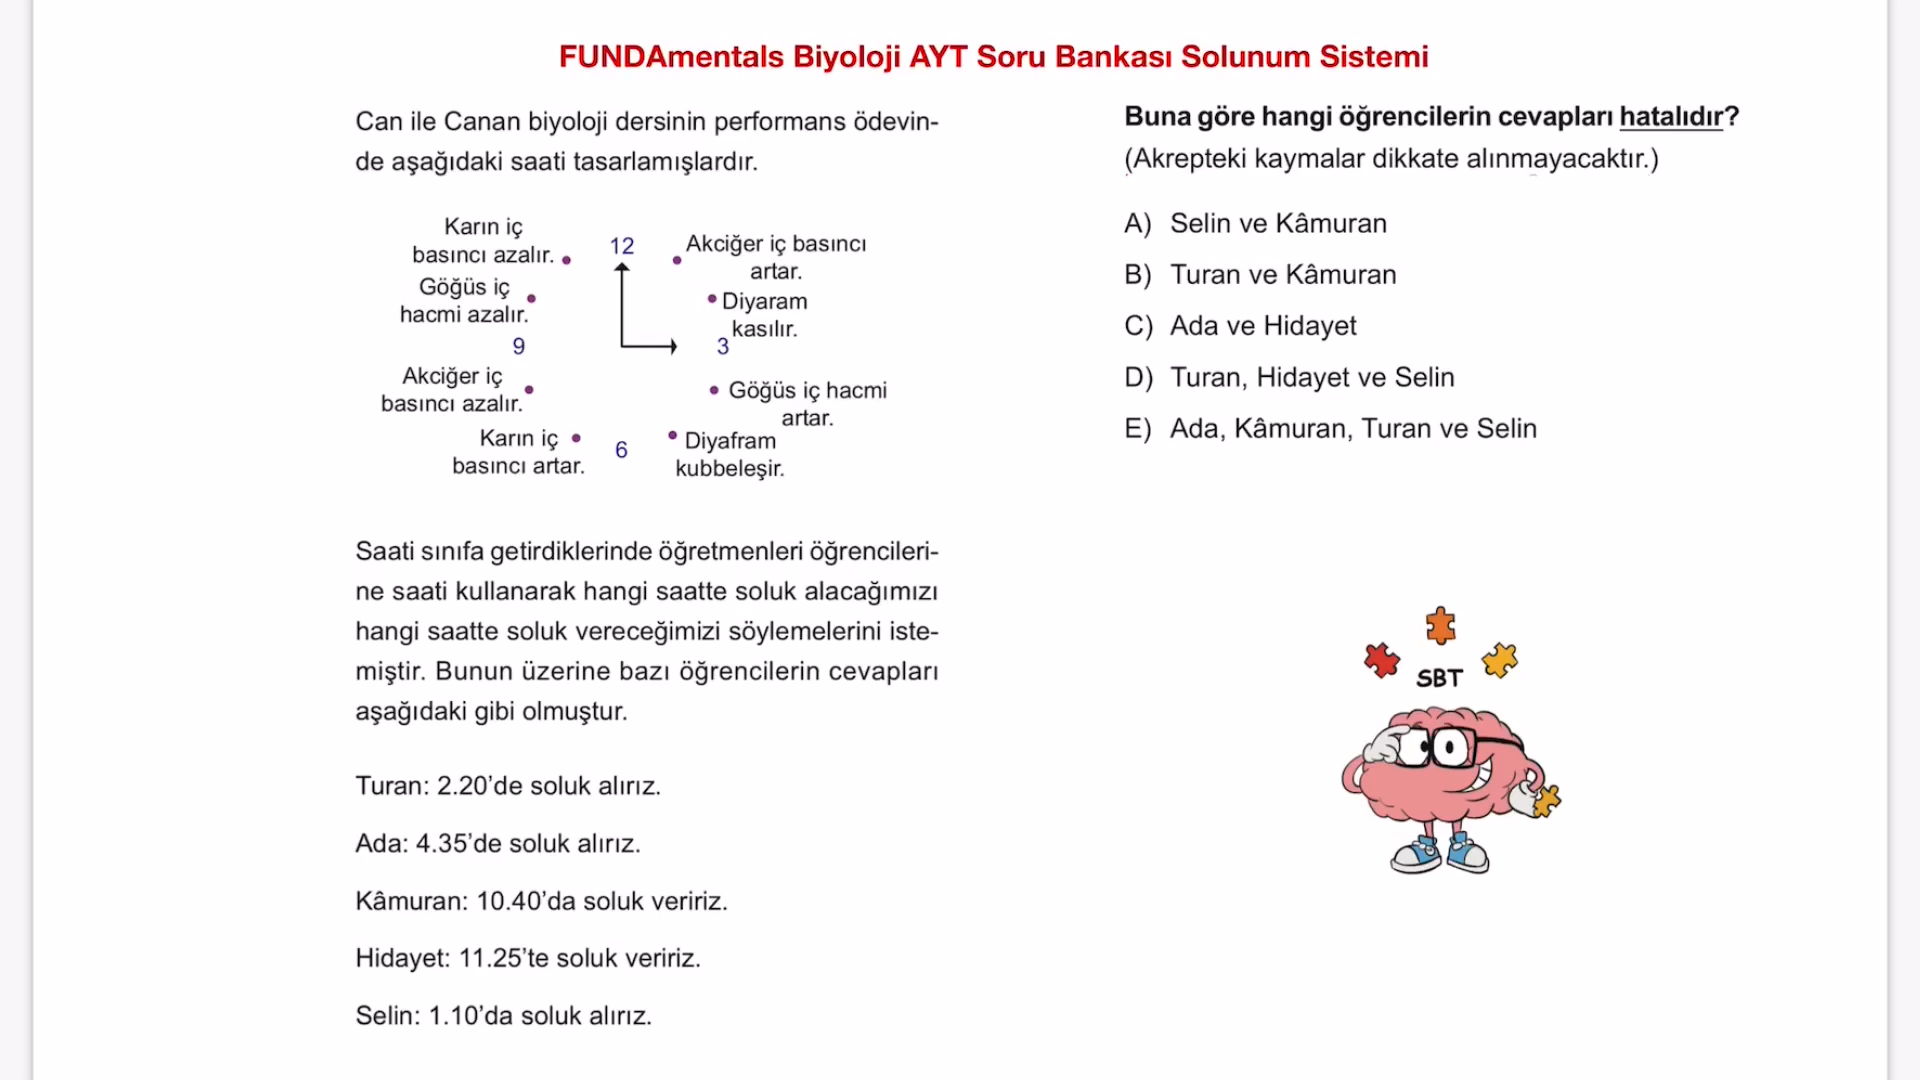 FUNDAmentals Biyoloji AYT Soru Bankası Solunum Sistemi
Can ile Canan biyoloji dersinin performans ödevin-
de aşağıdaki saati tasarlamışlardır.
Karın iç
basıncı azalır.
12
Akciğer iç basıncı
artar.
Göğüs iç
hacmi azalır.
Diyaram
kasılır.
9
3
Akciğer iç
basıncı azalır.
Göğüs iç hacmi
artar.
Karın iç
basıncı artar.
6
Diyafram
kubbeleşir.
Saati sınıfa getirdiklerinde öğretmenleri öğrencileri-
ne saati kullanarak hangi saatte soluk alacağımızı
hangi saatte soluk vereceğimizi söylemelerini iste-
miştir. Bunun üzerine bazı öğrencilerin cevapları
aşağıdaki gibi olmuştur.
Turan: 2.20’de soluk alırız.
Ada: 4.35’de soluk alırız.
Kâmuran: 10.40’da soluk veririz.
Hidayet: 11.25’te soluk veririz.
Selin: 1.10’da soluk alırız.
Buna göre hangi öğrencilerin cevapları hatalıdır?
(Akrepteki kaymalar dikkate alınmayacaktır.)
A) Selin ve Kâmuran
B) Turan ve Kâmuran
C) Ada ve Hidayet
D) Turan, Hidayet ve Selin
E) Ada, Kâmuran, Turan ve Selin
SBT